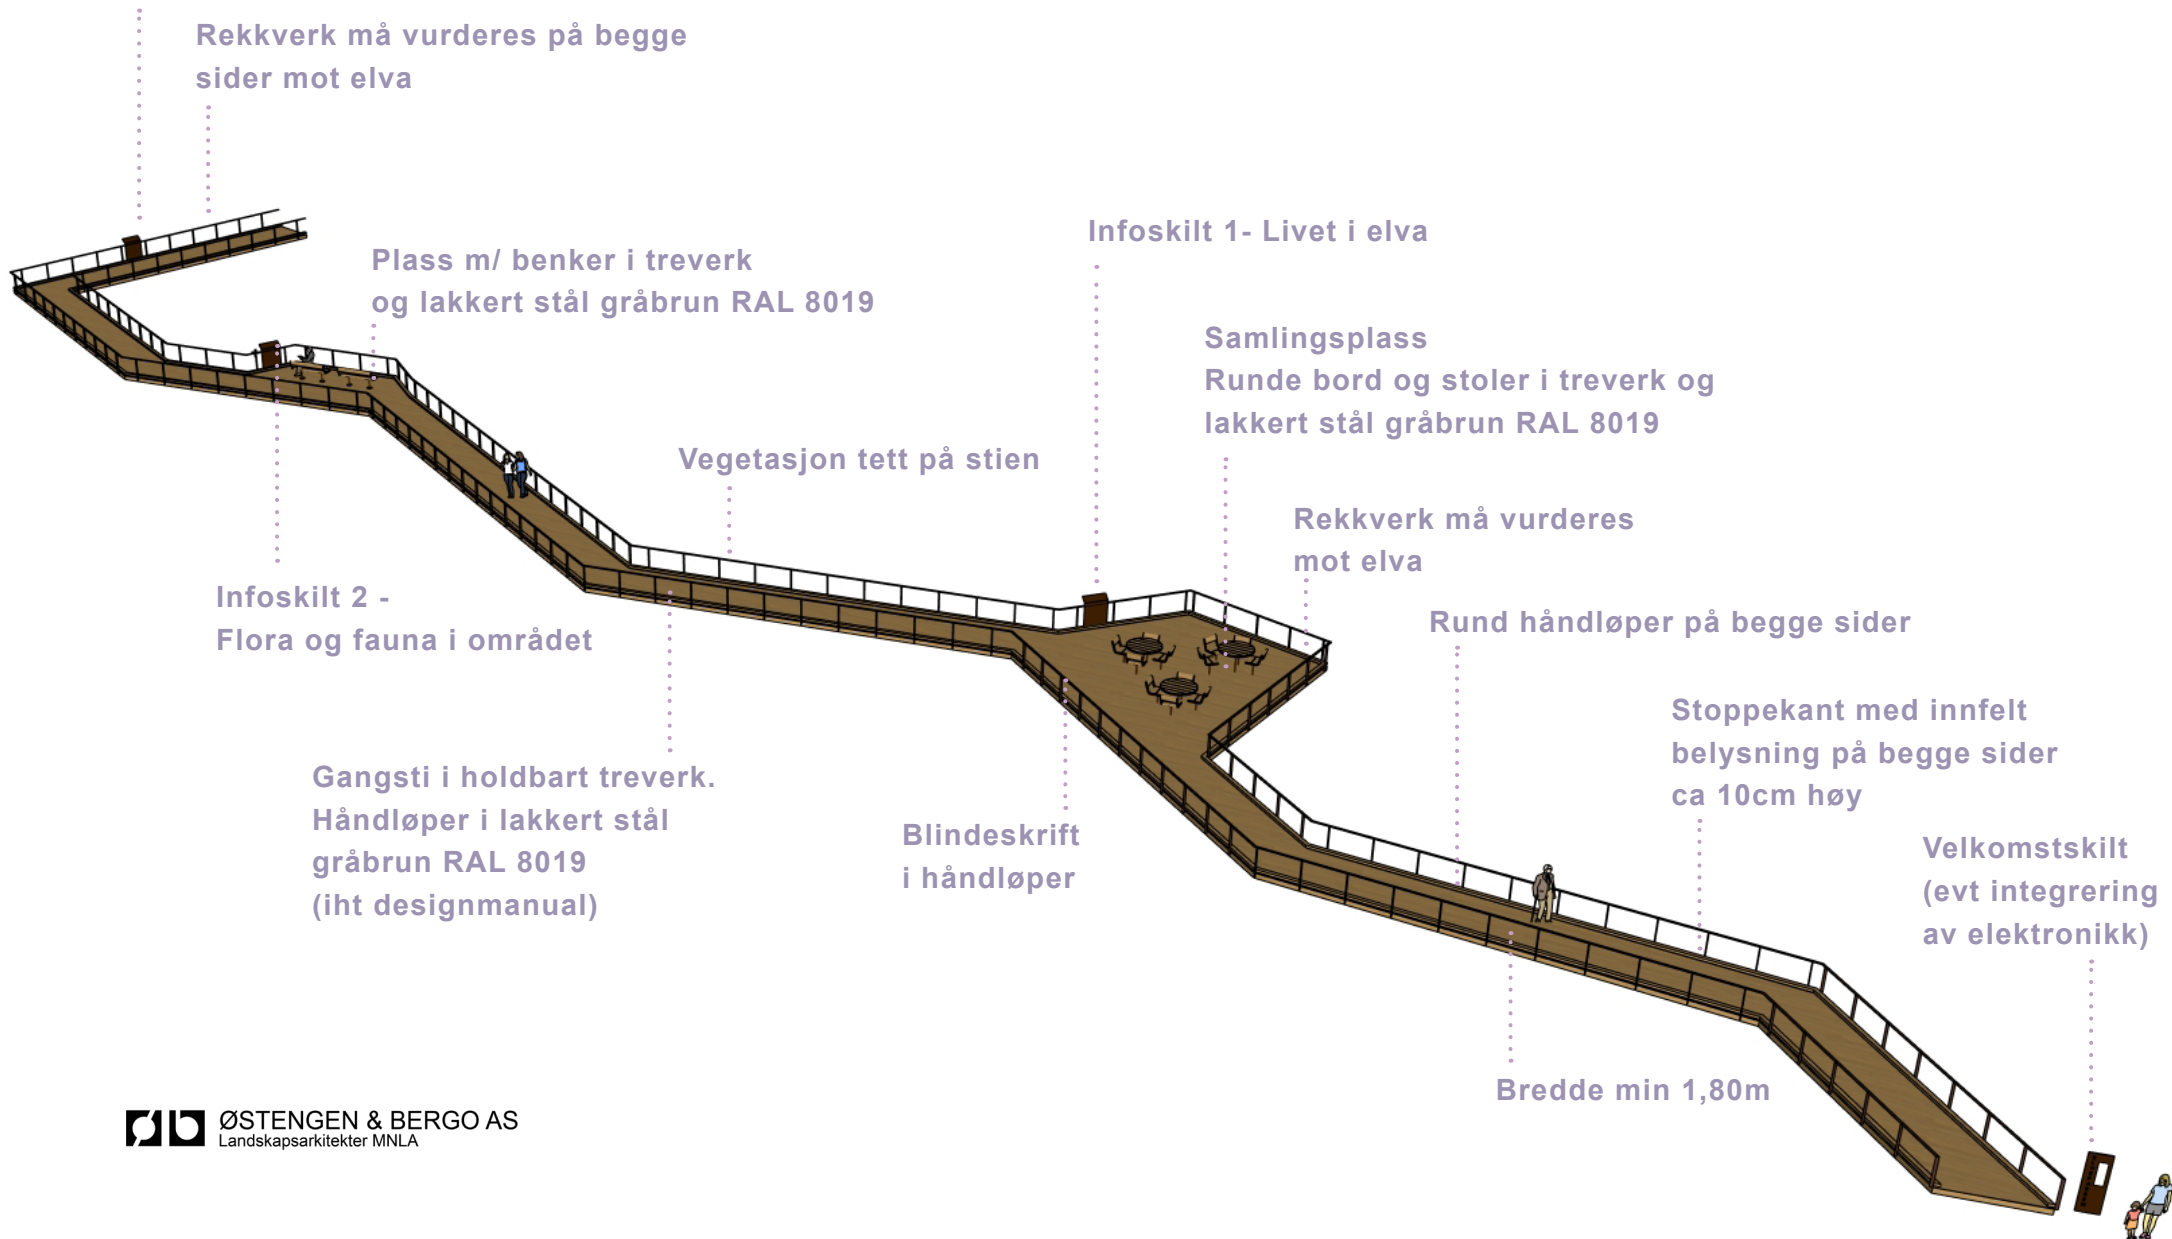 Rekkverk må vurderes på begge
sider mot elva
Infoskilt 1- Livet i elva
Plass m/ benker i treverk
og lakkert stål gråbrun RAL 8019
Samlingsplass
Runde bord og stoler i treverk og
lakkert stål gråbrun RAL 8019
Vegetasjon tett på stien
Rekkverk må vurderes
mot elva
Infoskilt 2 -
Flora og fauna i området
Rund håndløper på begge sider
Stoppekant med innfelt
belysning på begge sider
ca 10cm høy
Gangsti i holdbart treverk.
Håndløper i lakkert stål
gråbrun RAL 8019
(iht designmanual)
Blindeskrift
i håndløper
Velkomstskilt
(evt integrering
av elektronikk)
Bredde min 1,80m
ØSTENGEN & BERGO AS
Landskapsarkitekter MNLA